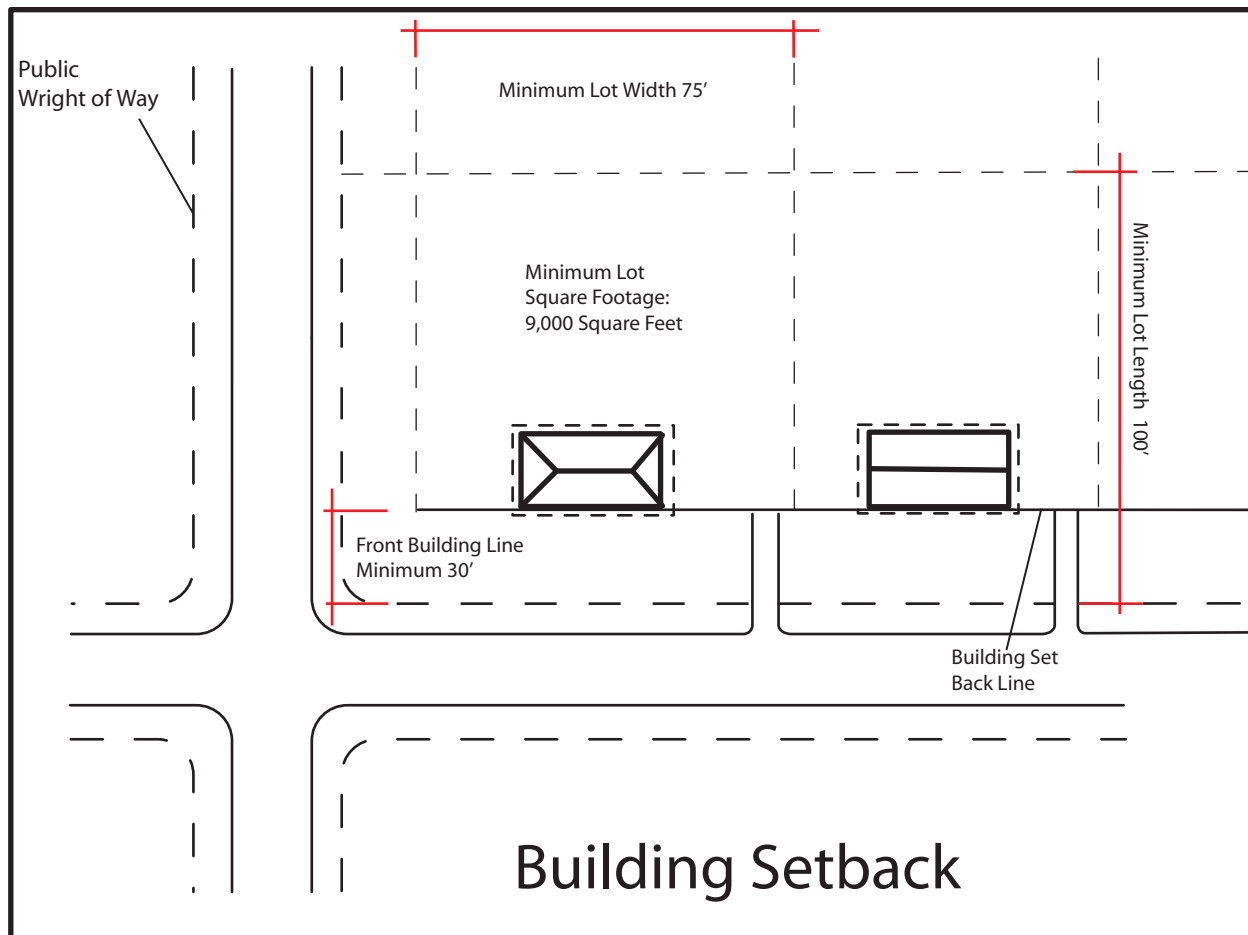 Public
Wright of Way
Minimum Lot Width 75’
Minimum Lot
Square Footage:
9,000 Square Feet
Minimum Lot Length 100’
Front Building Line
Minimum 30’
Building Set
Back Line
Building Setback